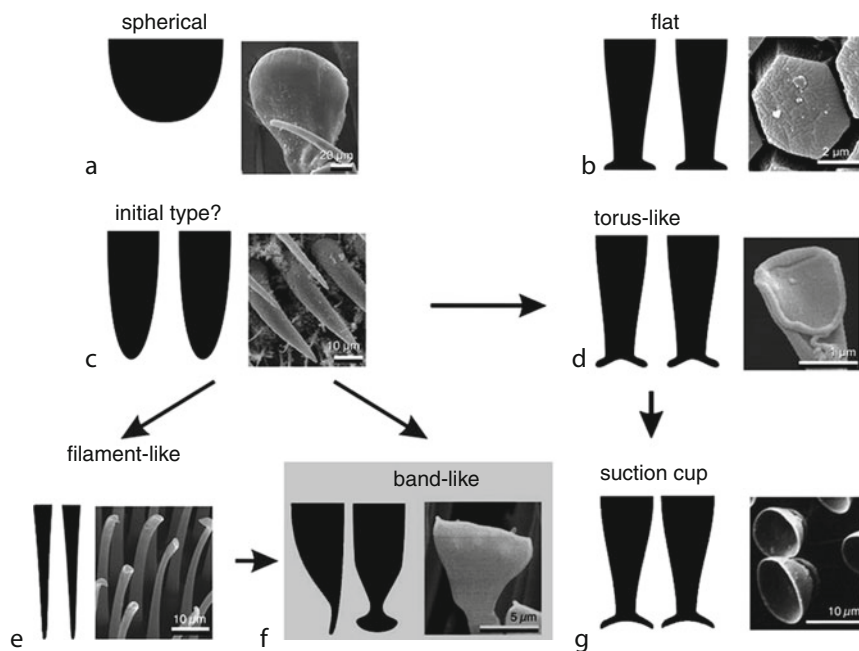 spherical
flat
20 µm
2 µm
a
b
initial type?
torus-like
10 µm
1 µm
c
d
filament-like
band-like
suction cup
10 µm
5 µm
10 µm
e
f
g